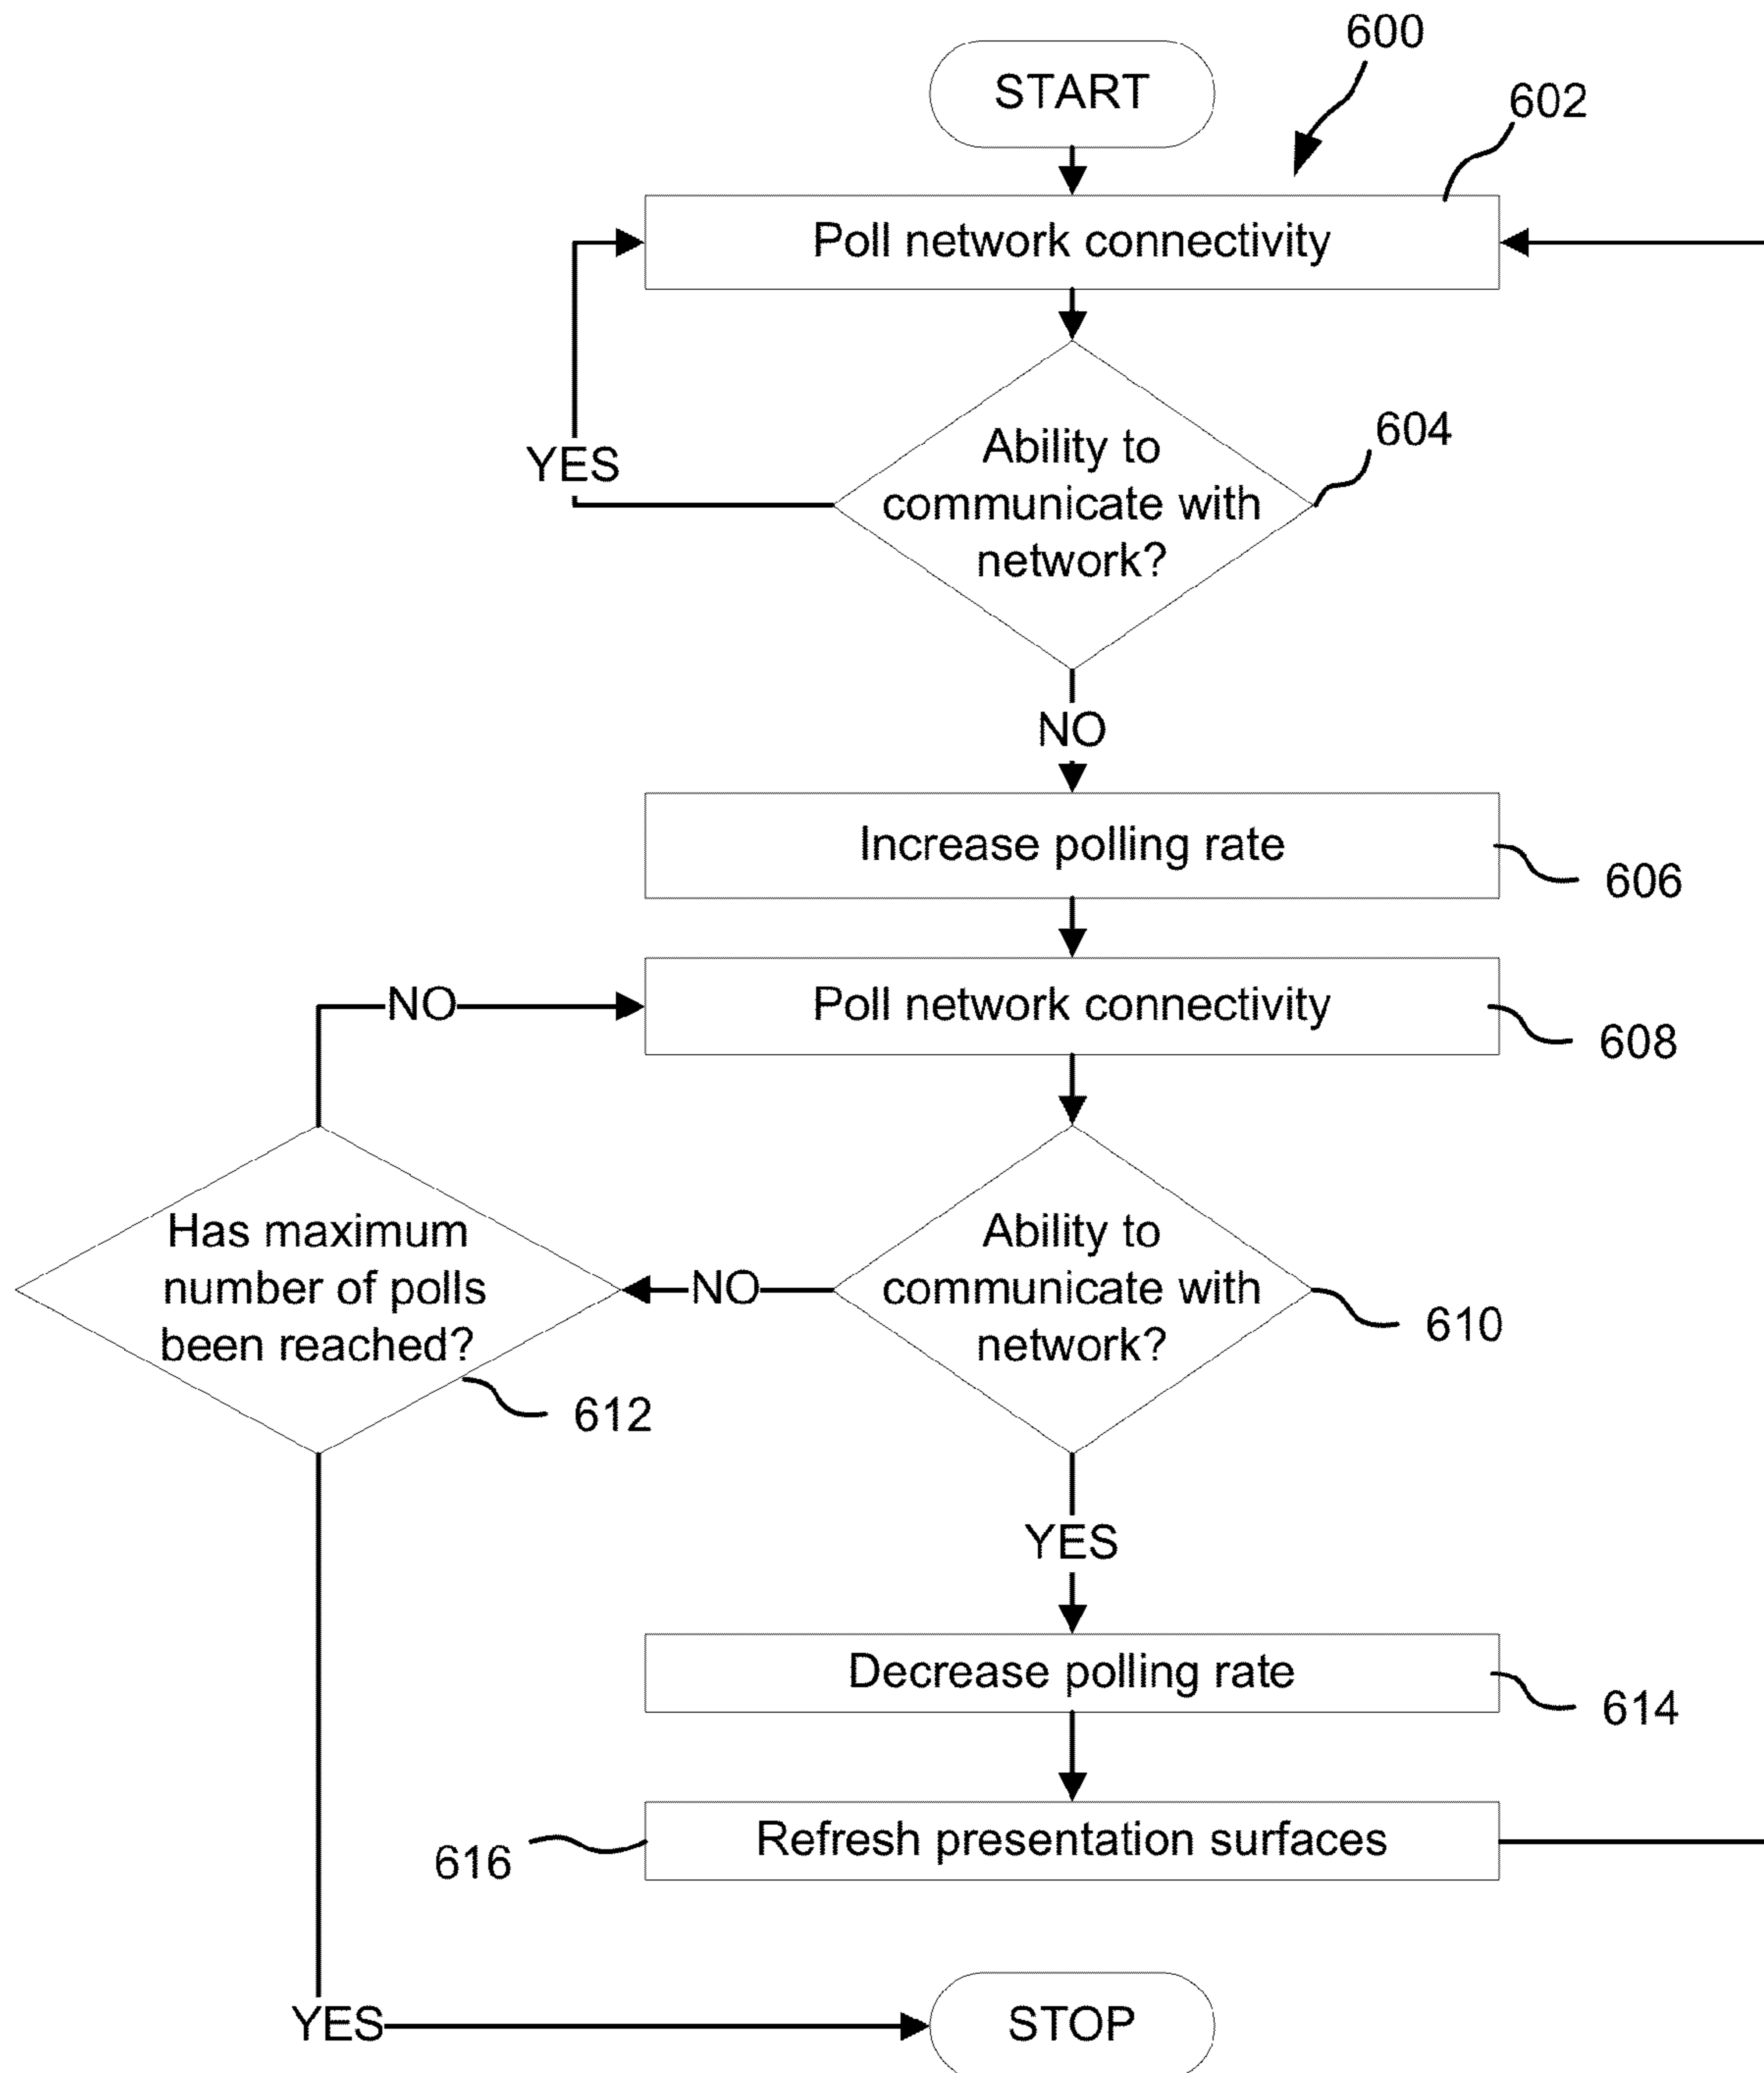 600
START
602
Poll network connectivity
604
Ability to
communicate with
network?
YES
NO
Increase polling rate
606
NO
Poll network connectivity
608
Has maximum
number of polls
been reached?
NO
Ability to
communicate with
network?
610
612
YES
Decrease polling rate
614
Refresh presentation surfaces
616
YES
STOP